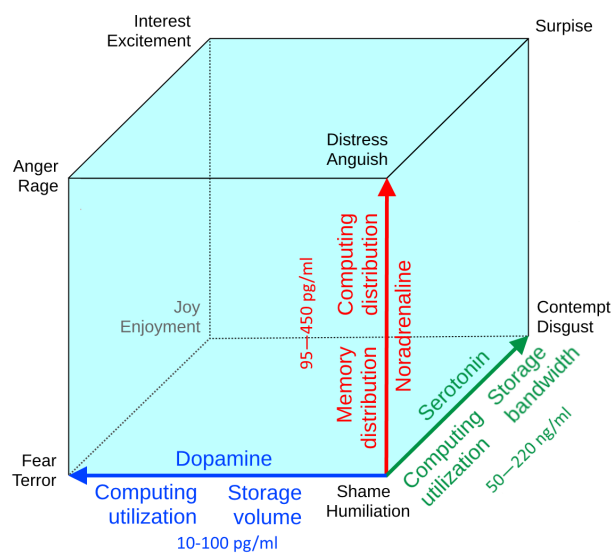 Interest
Excitement
Surpise
Distress
Anguish
Anger
Rage
Computing
distribution
95—450 pg/ml
Noradrenaline
Memory
distribution
Joy
Enjoyment
Contempt
Disgust
Serotonin
Storage
bandwidth
Computing
utilization
50—220 ng/ml
Fear
Terror
Dopamine
Computing
utilization
Storage
volume
10-100 pg/ml
Shame
Humiliation